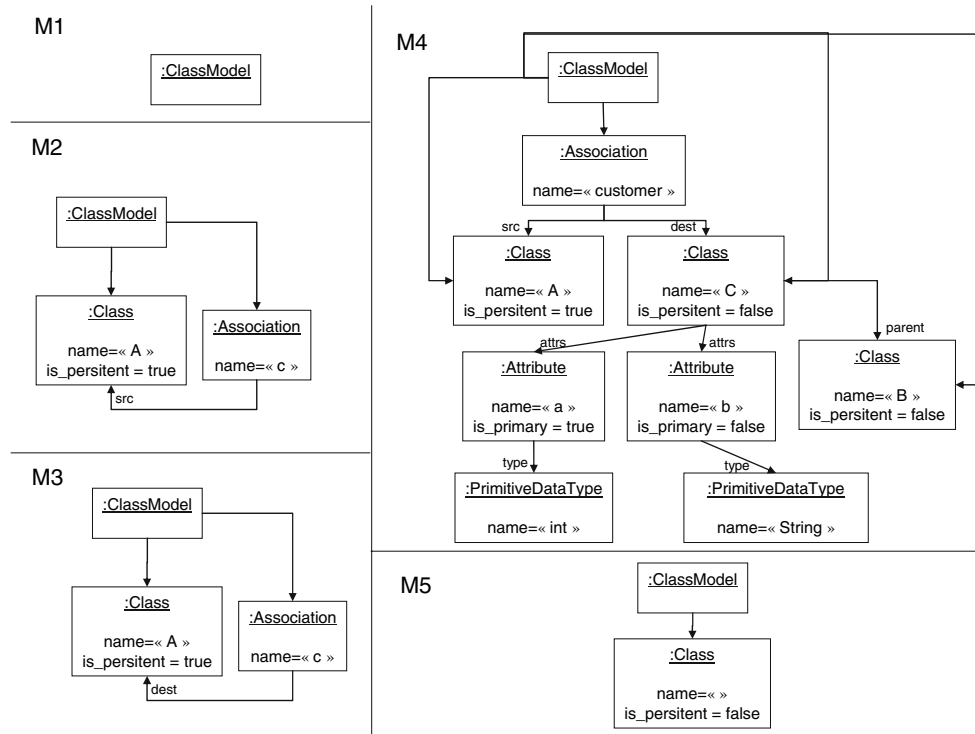 M1
:ClassModel
M2
:ClassModel
:Class
name=« A »
is_persitent = true
:Association
name=« c »
src
M3
:ClassModel
:Class
name=« A »
is_persitent = true
:Association
name=« c »
dest
M4
:ClassModel
:Association
name=« customer »
src
dest
:Class
name=« A »
is_persitent = true
:Class
name=« C »
is_persitent = false
parent
:Class
name=« B »
is_persitent = false
attrs
attrs
:Attribute
name=« a »
is_primary = true
:Attribute
name=« b »
is_primary = false
type
type
:PrimitiveDataType
name=« int »
:PrimitiveDataType
name=« String »
M5
:ClassModel
:Class
name=« »
is_persitent = false